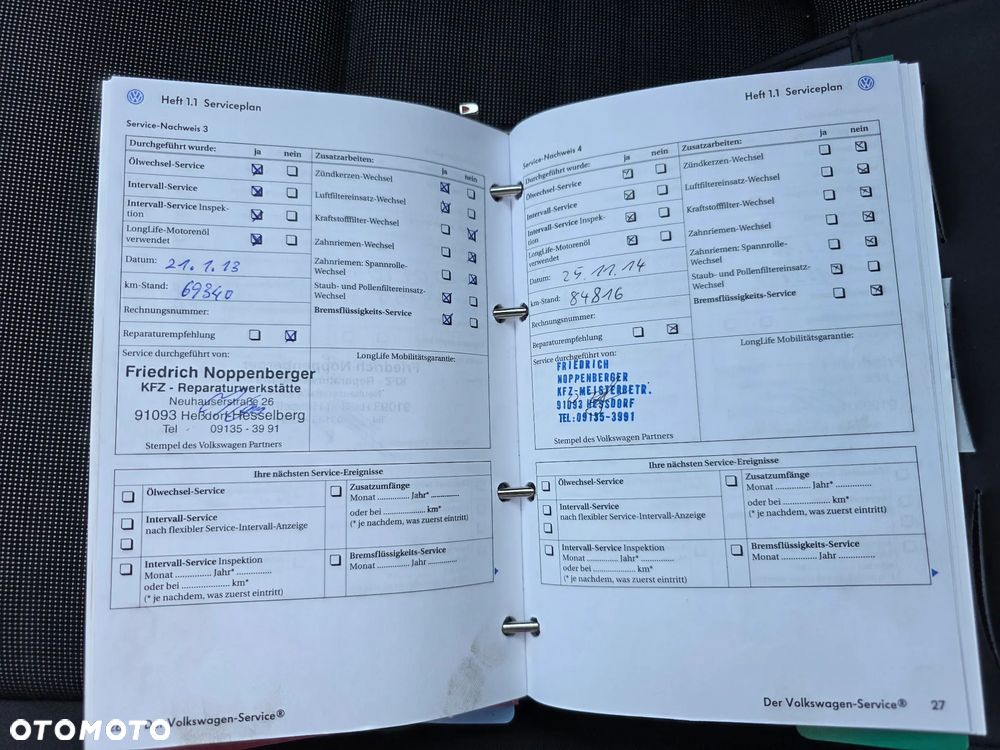 Heft 1.1 Serviceplan
Service-Nachweis 3
Durchgeführt wurde: ja nein
Ölwechsel-Service
Intervall-Service
Intervall-Service Inspek-
tion
LongLife-Motorenöl
verwendet
Datum: 21.1.13
km-Stand: 69340
Rechnungsnummer:
Reparaturempfehlung
Zusatzarbeiten: ja nein
Zündkerzen-Wechsel
Luftfiltereinsatz-Wechsel
Kraftstofffilter-Wechsel
Zahnriemen-Wechsel
Zahnriemen: Spannrolle-
Wechsel
Staub- und Pollenfiltereinsatz-
Wechsel
Bremsflüssigkeits-Service
Service durchgeführt von:
Friedrich Noppenberger
KFZ - Reparaturwerkstätte
Neuhauserstraße 26
91093 Heßdorf-Hesselberg
Tel 09135 - 39 91
Stempel des Volkswagen Partners
LongLife Mobilitätsgarantie:
Ihre nächsten Service-Ereignisse
Ölwechsel-Service
Intervall-Service
nach flexibler Service-Intervall-Anzeige
Intervall-Service Inspektion
Monat ............... Jahr* ...............
oder bei .................... km*
(* je nachdem, was zuerst eintritt)
Zusatzumfänge
Monat ............... Jahr* ...............
oder bei .................... km*
(* je nachdem, was zuerst eintritt)
Bremsflüssigkeits-Service
Monat ............... Jahr ...............
Der Volkswagen-Service®
Heft 1.1 Serviceplan
Service-Nachweis 4
Durchgeführt wurde: ja nein
Ölwechsel-Service
Intervall-Service
Intervall-Service Inspek-
tion
LongLife-Motorenöl
verwendet
Datum: 25.11.14
km-Stand: 84816
Rechnungsnummer:
Reparaturempfehlung
Zusatzarbeiten: ja nein
Zündkerzen-Wechsel
Luftfiltereinsatz-Wechsel
Kraftstofffilter-Wechsel
Zahnriemen-Wechsel
Zahnriemen: Spannrolle-
Wechsel
Staub- und Pollenfiltereinsatz-
Wechsel
Bremsflüssigkeits-Service
Service durchgeführt von:
FRIEDRICH
NOPPENBERGER
KFZ-MEISTERBETR.
91093 HEßDORF
TEL:09135-3991
Stempel des Volkswagen Partners
LongLife Mobilitätsgarantie:
Ihre nächsten Service-Ereignisse
Ölwechsel-Service
Intervall-Service
nach flexibler Service-Intervall-Anzeige
Intervall-Service Inspektion
Monat ............... Jahr* ...............
oder bei .................... km*
(* je nachdem, was zuerst eintritt)
Zusatzumfänge
Monat ............... Jahr* ...............
oder bei .................... km*
(* je nachdem, was zuerst eintritt)
Bremsflüssigkeits-Service
Monat ............... Jahr ...............
Der Volkswagen-Service® 27
OTOMOTO